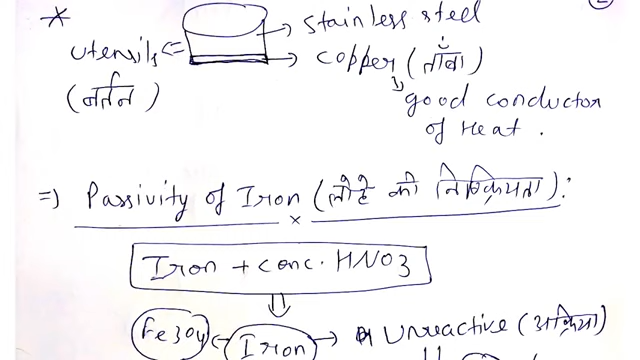 * stainless steel
utensils <= copper (तांबा)
(बर्तन) good conductor
of Heat.
=> Passivity of Iron (लोहे की निष्क्रियता):
Iron + conc. HNO3
Fe3O4 Iron unreactive (अक्रिय)